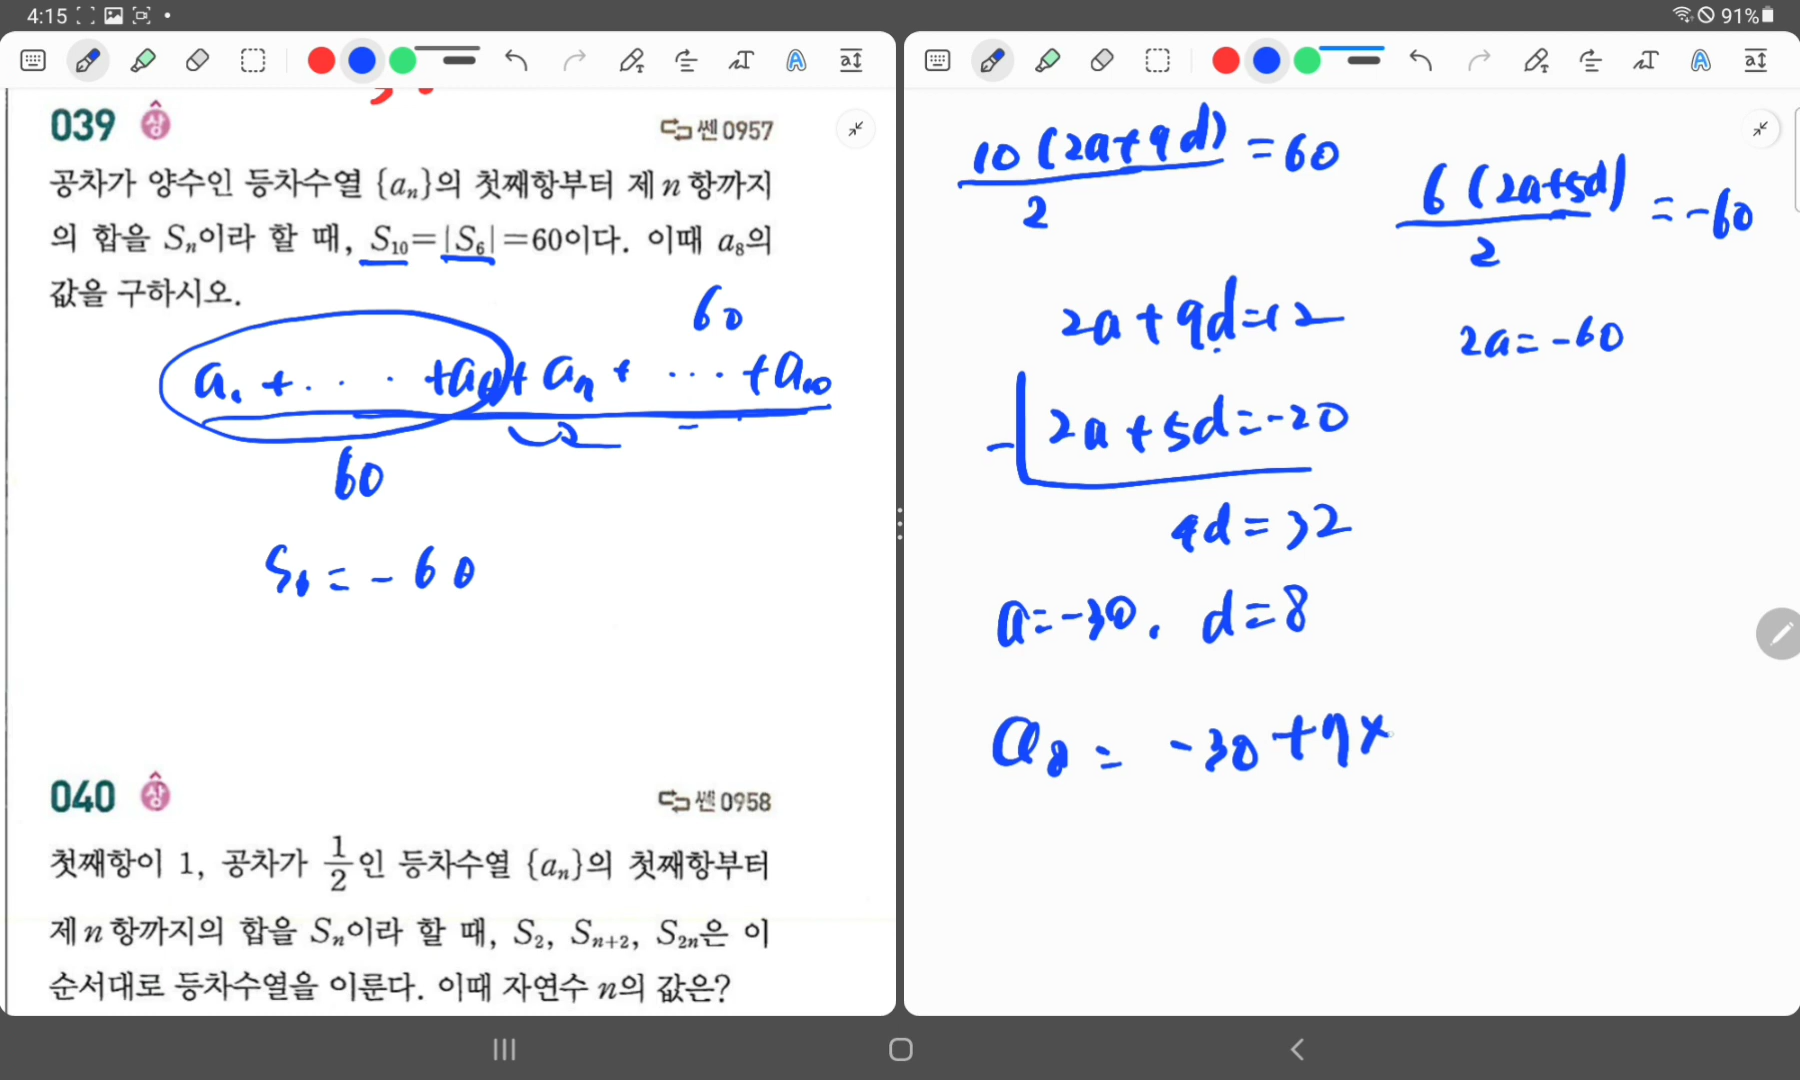 4:15
91%
039 상
쎈 0957
공차가 양수인 등차수열 {aₙ}의 첫째항부터 제n항까지
의 합을 Sₙ이라 할 때, S₁₀=|S₆|=60이다. 이때 a₈의
값을 구하시오.
60
a₁ + · · · +a₆ + a₇ + ··· + a₁₀
60
S₆ = - 60
040 상
쎈 0958
첫째항이 1, 공차가 1/2인 등차수열 {aₙ}의 첫째항부터
제n항까지의 합을 Sₙ이라 할 때, S₂, Sₙ₊₂, S₂ₙ은 이
순서대로 등차수열을 이룬다. 이때 자연수 n의 값은?
10(2a+9d)/2 = 60
6(2a+5d)/2 = -60
2a+9d=12
2a=-60
- 2a+5d=-20
4d=32
a=-30, d=8
a₈ = -30+7×